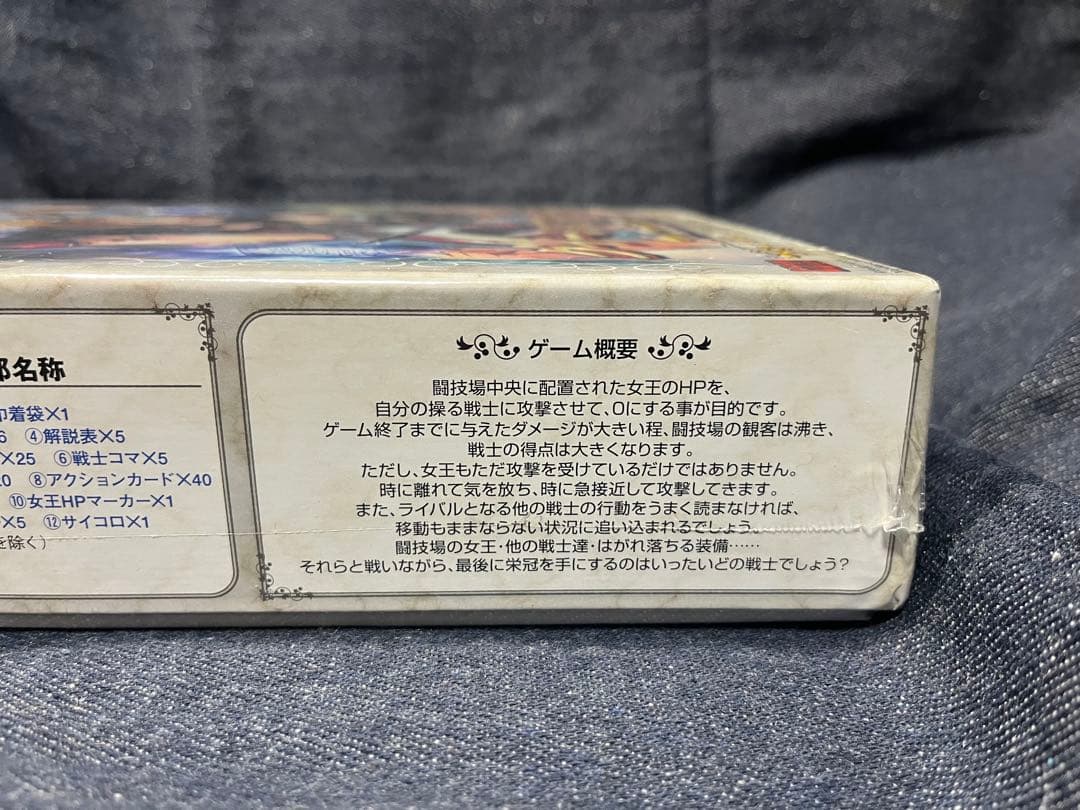 部名称
巾着袋×1
6 ④解説表×5
×25 ⑥戦士コマ×5
20 ⑧アクションカード×40
⑩女王HPマーカー×1
×5 ⑫サイコロ×1
を除く)
ゲーム概要
闘技場中央に配置された女王のHPを、
自分の操る戦士に攻撃させて、0にする事が目的です。
ゲーム終了までに与えたダメージが大きい程、闘技場の観客は沸き、
戦士の得点は大きくなります。
ただし、女王もただ攻撃を受けているだけではありません。
時に離れて気を放ち、時に急接近して攻撃してきます。
また、ライバルとなる他の戦士の行動をうまく読まなければ、
移動もままならない状況に追い込まれるでしょう。
闘技場の女王・他の戦士達・はがれ落ちる装備……
それらと戦いながら、最後に栄冠を手にするのはいったいどの戦士でしょう?